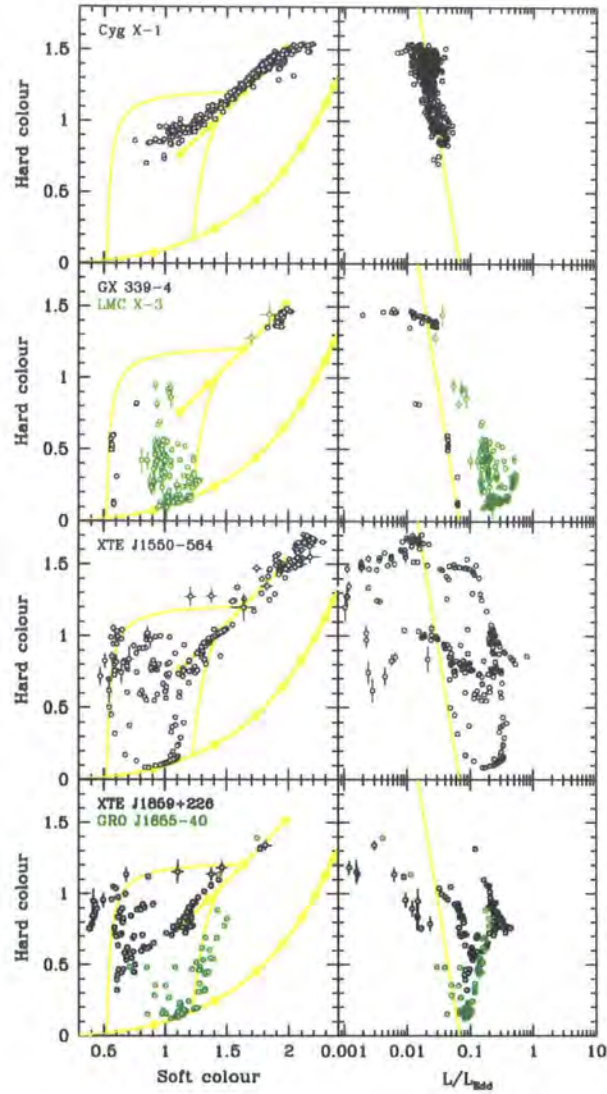 Cyg X-1
Hard colour
1.5
1
0.5
0
GX 339-4
LMC X-3
Hard colour
1.5
1
0.5
0
XTE J1550-564
Hard colour
1.5
1
0.5
0
XTE J1859+226
GRO J1655-40
Hard colour
1.5
1
0.5
0
0.5 1 1.5 2 0.001 0.01 0.1 1 10
Soft colour L/L_Edd